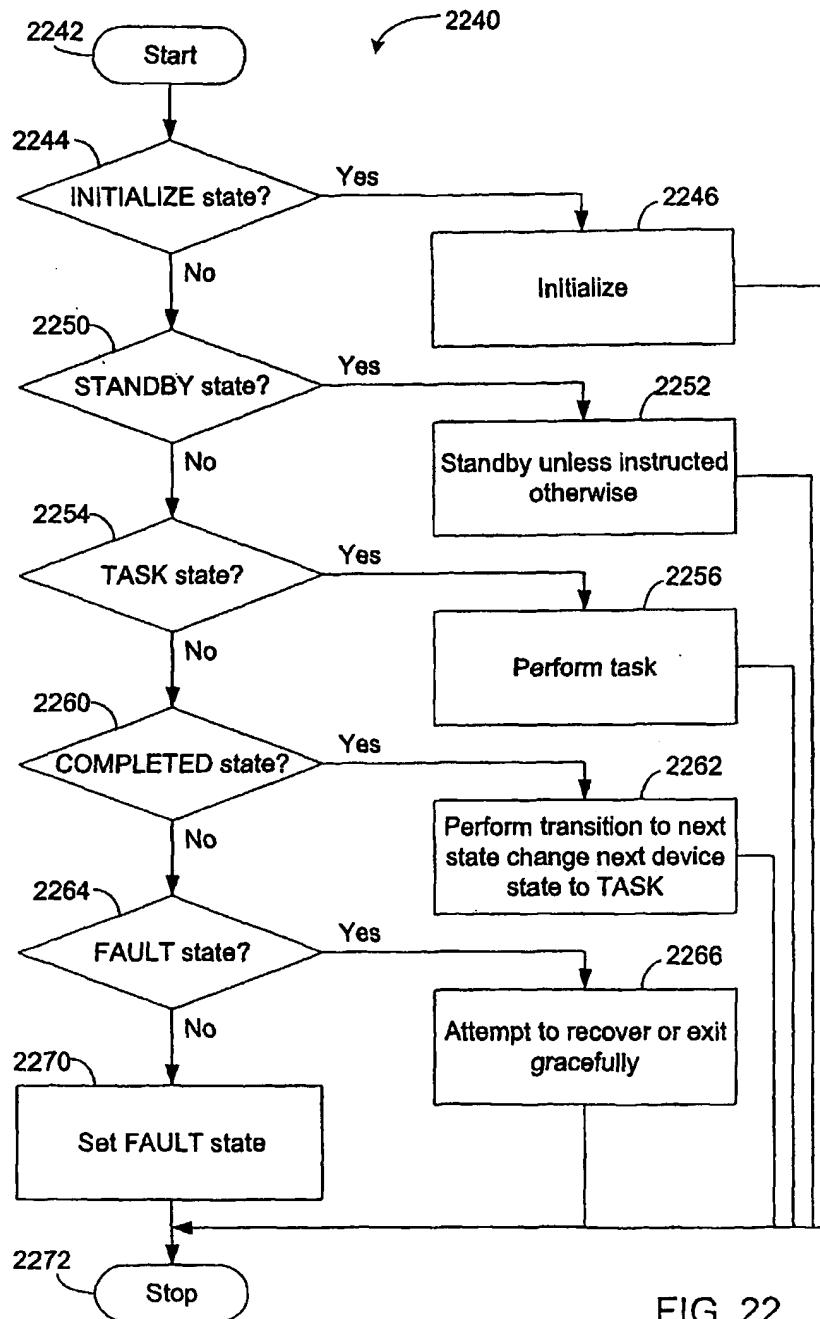 2240
2242
Start
2244
INITIALIZE state?
Yes
2246
Initialize
No
2250
STANDBY state?
Yes
2252
Standby unless instructed
otherwise
No
2254
TASK state?
Yes
2256
Perform task
No
2260
COMPLETED state?
Yes
2262
Perform transition to next
state change next device
state to TASK
No
2264
FAULT state?
Yes
2266
Attempt to recover or exit
gracefully
No
2270
Set FAULT state
2272
Stop
FIG. 22